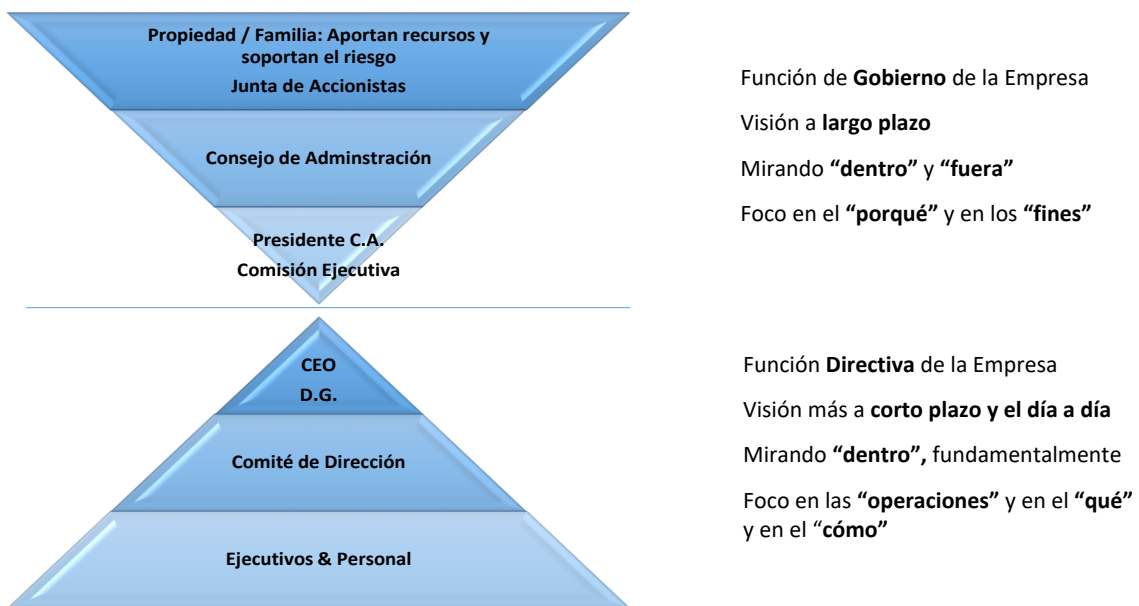 Propiedad / Familia: Aportan recursos y
soportan el riesgo
Junta de Accionistas
Consejo de Adminstración
Presidente C.A.
Comisión Ejecutiva
Función de Gobierno de la Empresa
Visión a largo plazo
Mirando “dentro” y “fuera”
Foco en el “porqué” y en los “fines”
CEO
D.G.
Comité de Dirección
Ejecutivos & Personal
Función Directiva de la Empresa
Visión más a corto plazo y el día a día
Mirando “dentro”, fundamentalmente
Foco en las “operaciones” y en el “qué”
y en el “cómo”